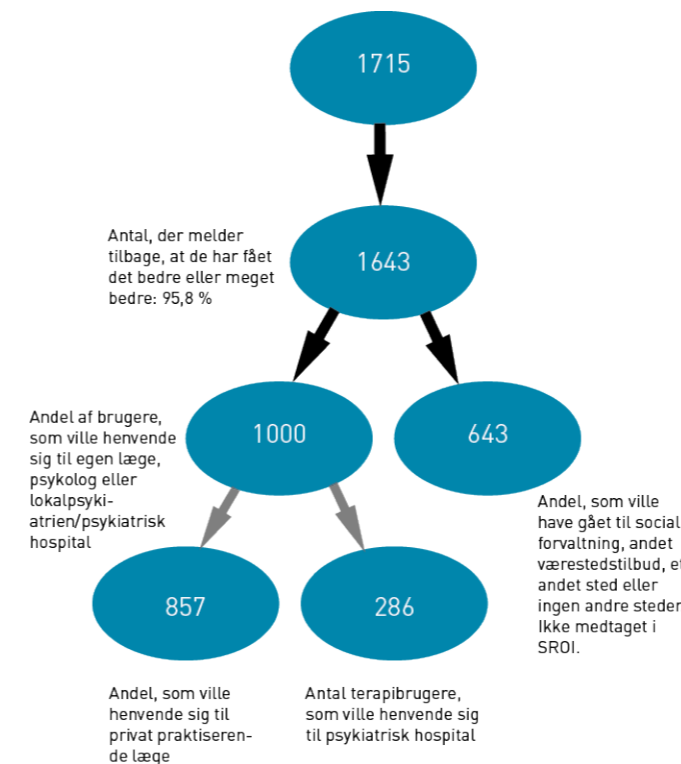 1715
Antal, der melder
tilbage, at de har fået
det bedre eller meget
bedre: 95,8 %
1643
Andel af brugere,
som ville henvende
sig til egen læge,
psykolog eller
lokalpsyki-
atrien/psykiatrisk
hospital
1000
643
Andel, som ville
have gået til social
forvaltning, andet
værestedstilbud, et
andet sted eller
ingen andre steder
Ikke medtaget i
SROI.
857
286
Andel, som ville
henvende sig til
privat praktiseren-
de læge
Antal terapibrugere,
som ville henvende sig
til psykiatrisk hospital